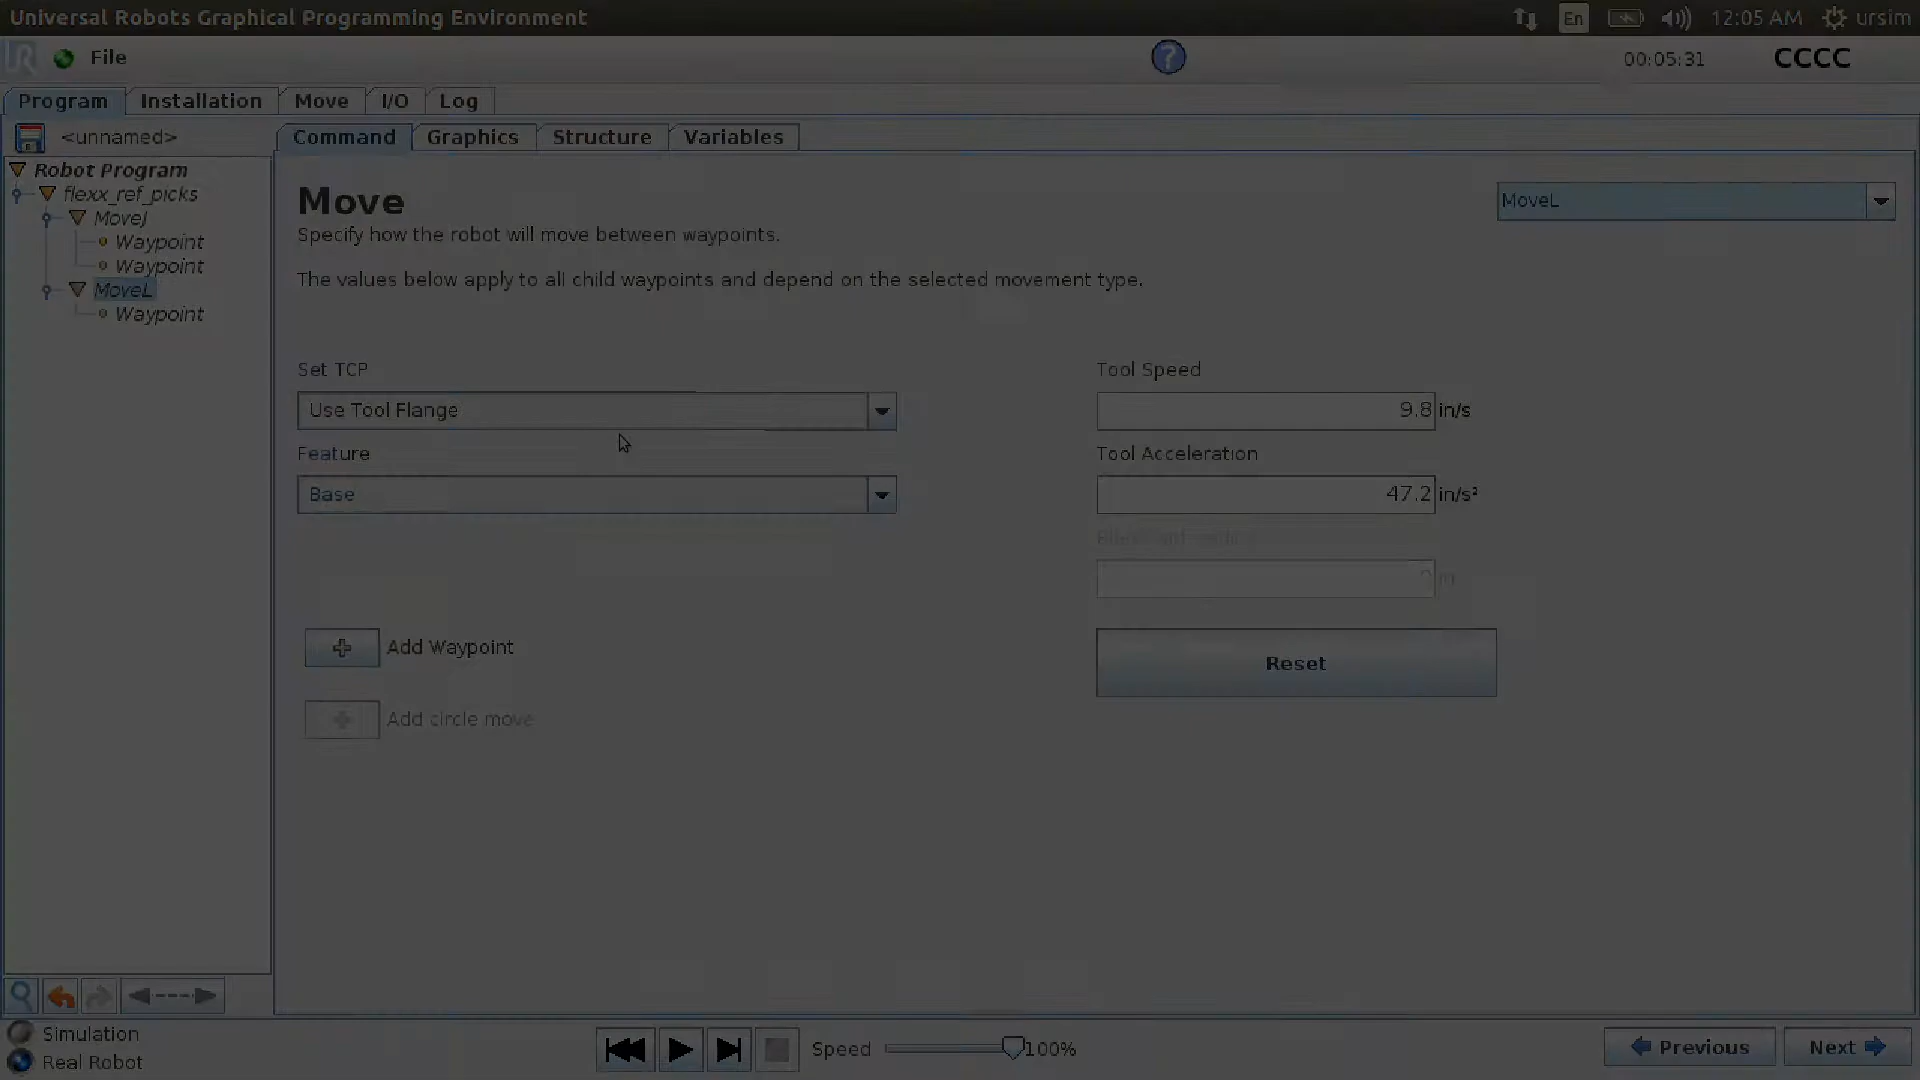 Universal Robots Graphical Programming Environment
En
12:05 AM
ursim
File
?
00:05:31
CCCC
Program
Installation
Move
I/O
Log
<unnamed>
Command
Graphics
Structure
Variables
Robot Program
flexx_ref_picks
MoveJ
Waypoint
Waypoint
MoveL
Waypoint
Move
MoveL
Specify how the robot will move between waypoints.
The values below apply to all child waypoints and depend on the selected movement type.
Set TCP
Tool Speed
Use Tool Flange
9.8 in/s
Feature
Tool Acceleration
Base
47.2 in/s²
Add Waypoint
Reset
Add circle move
Simulation
Real Robot
Speed
100%
Previous
Next